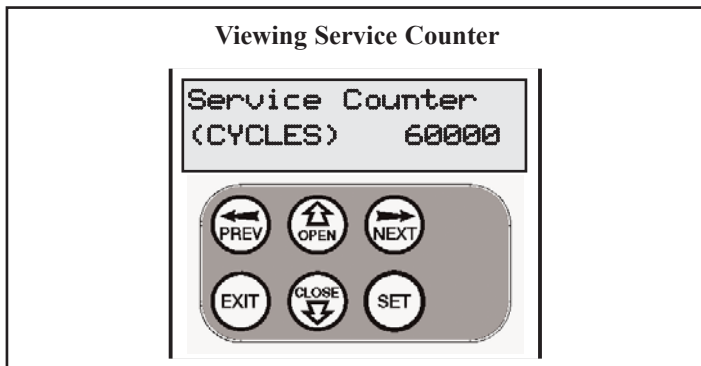 Viewing Service Counter
Service Counter
(CYCLES) 60000
PREV OPEN NEXT
EXIT CLOSE SET